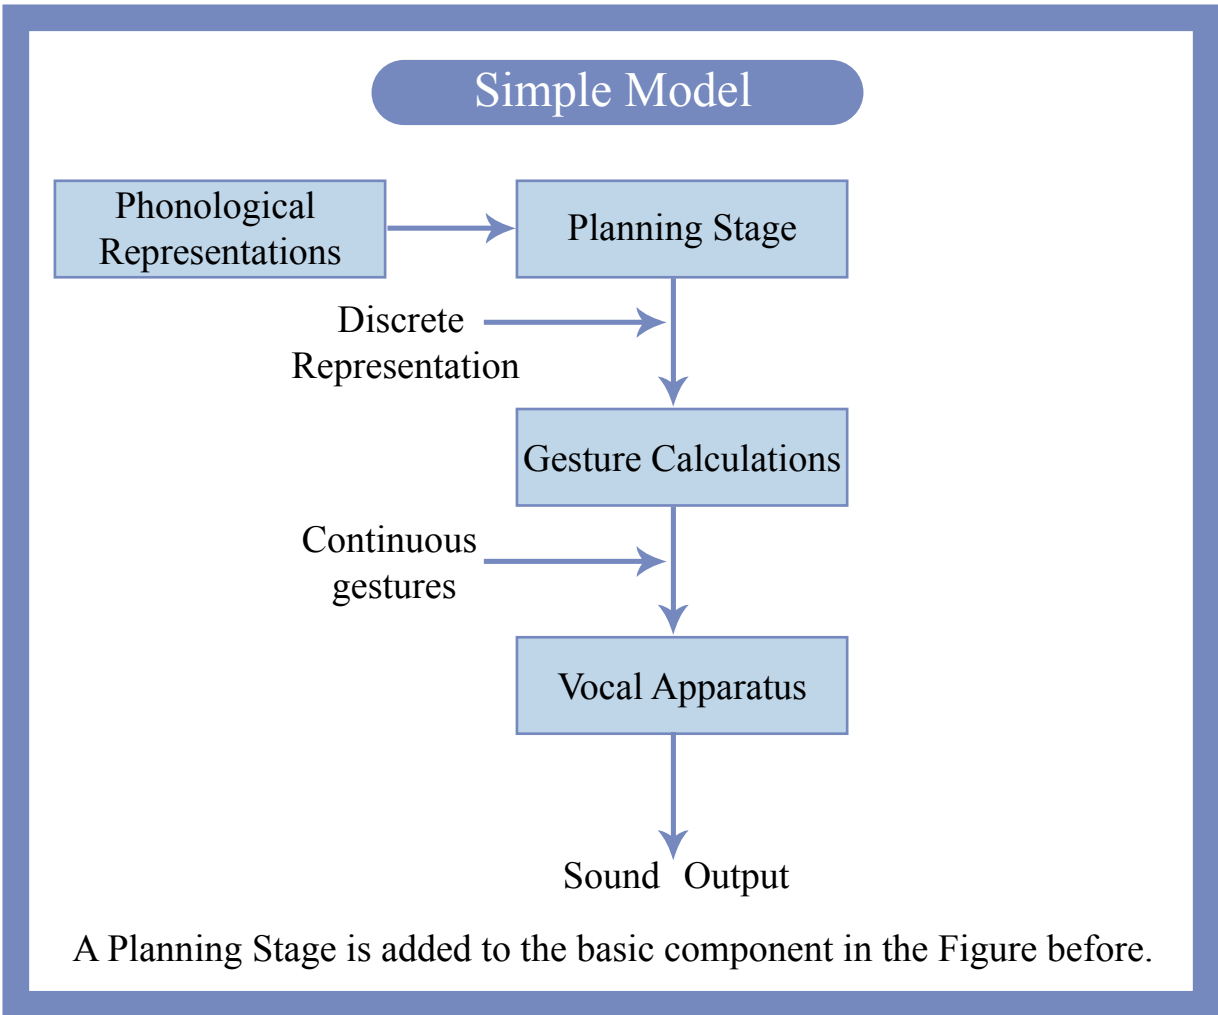 Simple Model
Phonological
Representations
Planning Stage
Discrete
Representation
Gesture Calculations
Continuous
gestures
Vocal Apparatus
Sound Output
A Planning Stage is added to the basic component in the Figure before.